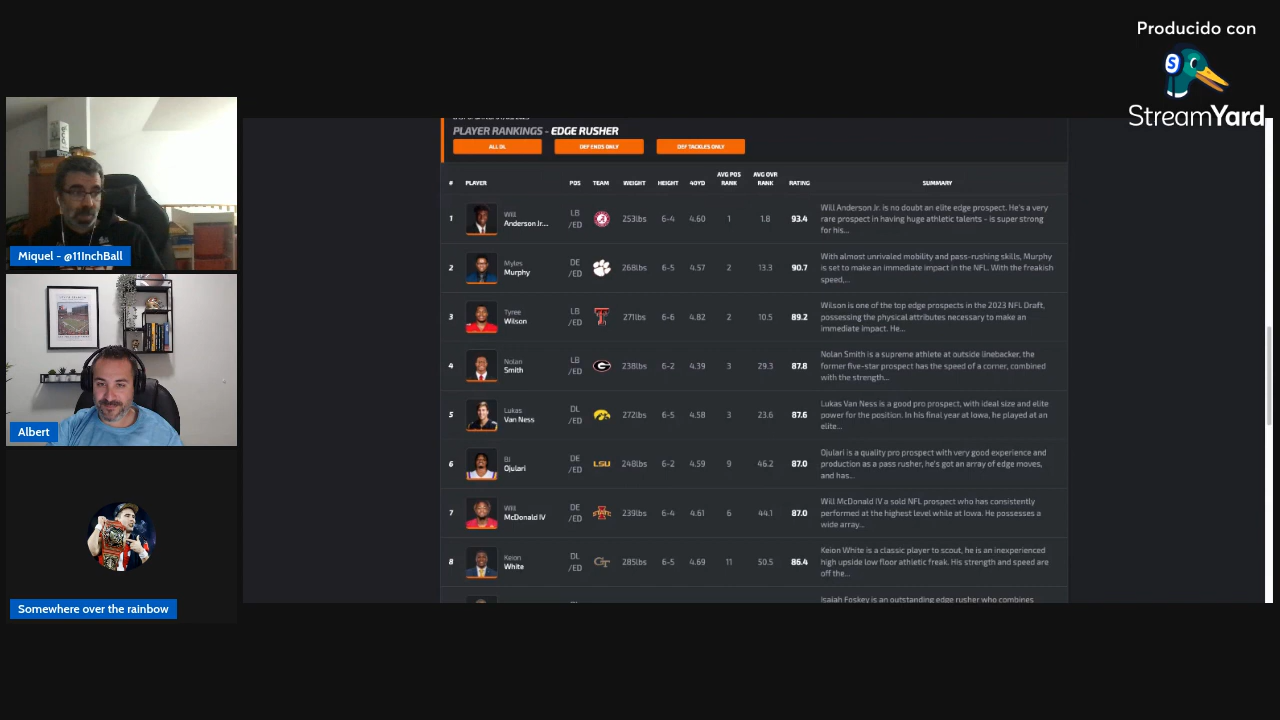 Producido con
S
StreamYard
Miquel - @11InchBall
Albert
Somewhere over the rainbow
PLAYER RANKINGS - EDGE RUSHER
ALL DL DEF ENDS ONLY DEF TACKLES ONLY
# PLAYER POS TEAM WEIGHT HEIGHT 40YD AVG POS RANK AVG OVR RANK RATING SUMMARY
1 Will Anderson Jr... LB /ED 253lbs 6-4 4.60 1 1.8 93.4
Will Anderson Jr. is no doubt an elite edge prospect. He's a very
rare prospect in having huge athletic talents - is super strong
for his...
2 Myles Murphy DE /ED 268lbs 6-5 4.57 2 13.3 90.7
With almost unrivaled mobility and pass-rushing skills, Murphy
is set to make an immediate impact in the NFL. With the freakish
speed,...
3 Tyree Wilson LB /ED 271lbs 6-6 4.82 2 10.5 89.2
Wilson is one of the top edge prospects in the 2023 NFL Draft,
possessing the physical attributes necessary to make an
immediate impact. He...
4 Nolan Smith LB /ED 238lbs 6-2 4.39 3 29.3 87.8
Nolan Smith is a supreme athlete at outside linebacker, the
former five-star prospect has the speed of a corner, combined
with the strength...
5 Lukas Van Ness DL /ED 272lbs 6-5 4.58 3 23.6 87.6
Lukas Van Ness is a good pro prospect, with ideal size and elite
power for the position. In his final year at Iowa, he played at an
elite...
6 BJ Ojulari DE /ED LSU 248lbs 6-2 4.59 9 46.2 87.0
Ojulari is a quality pro prospect with very good experience and
production as a pass rusher, he's got an array of edge moves,
and has...
7 Will McDonald IV DE /ED 239lbs 6-4 4.61 6 44.1 87.0
Will McDonald IV a sold NFL prospect who has consistently
performed at the highest level while at Iowa. He possesses a
wide array...
8 Keion White DL /ED GT 285lbs 6-5 4.69 11 50.5 86.4
Keion White is a classic player to scout, he is an inexperienced
high upside low floor athletic freak. His strength and speed are
off the...
Isaiah Foskey is an outstanding edge rusher who combines